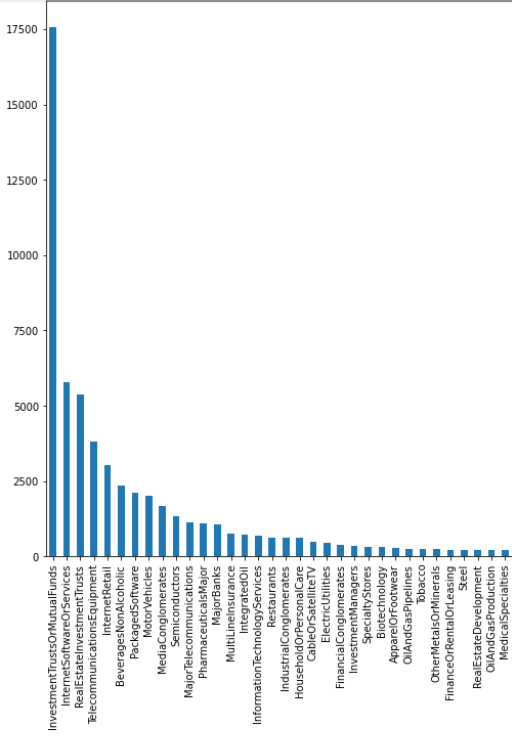 17500
15000
12500
10000
7500
5000
2500
0
InvestmentTrustsOrMutualFunds
InternetSoftwareOrServices
RealEstateInvestmentTrusts
TelecommunicationsEquipment
InternetRetail
BeveragesNonAlcoholic
PackagedSoftware
MotorVehicles
MediaConglomerates
Semiconductors
MajorTelecommunications
PharmaceuticalsMajor
MajorBanks
MultiLineInsurance
IntegratedOil
InformationTechnologyServices
Restaurants
IndustrialConglomerates
HouseholdOrPersonalCare
CableOrSatelliteTV
ElectricUtilities
FinancialConglomerates
InvestmentManagers
SpecialtyStores
Biotechnology
ApparelOrFootwear
OilAndGasPipelines
Tobacco
OtherMetalsOrMinerals
FinanceOrRentalOrLeasing
Steel
RealEstateDevelopment
OilAndGasProduction
MedicalSpecialties